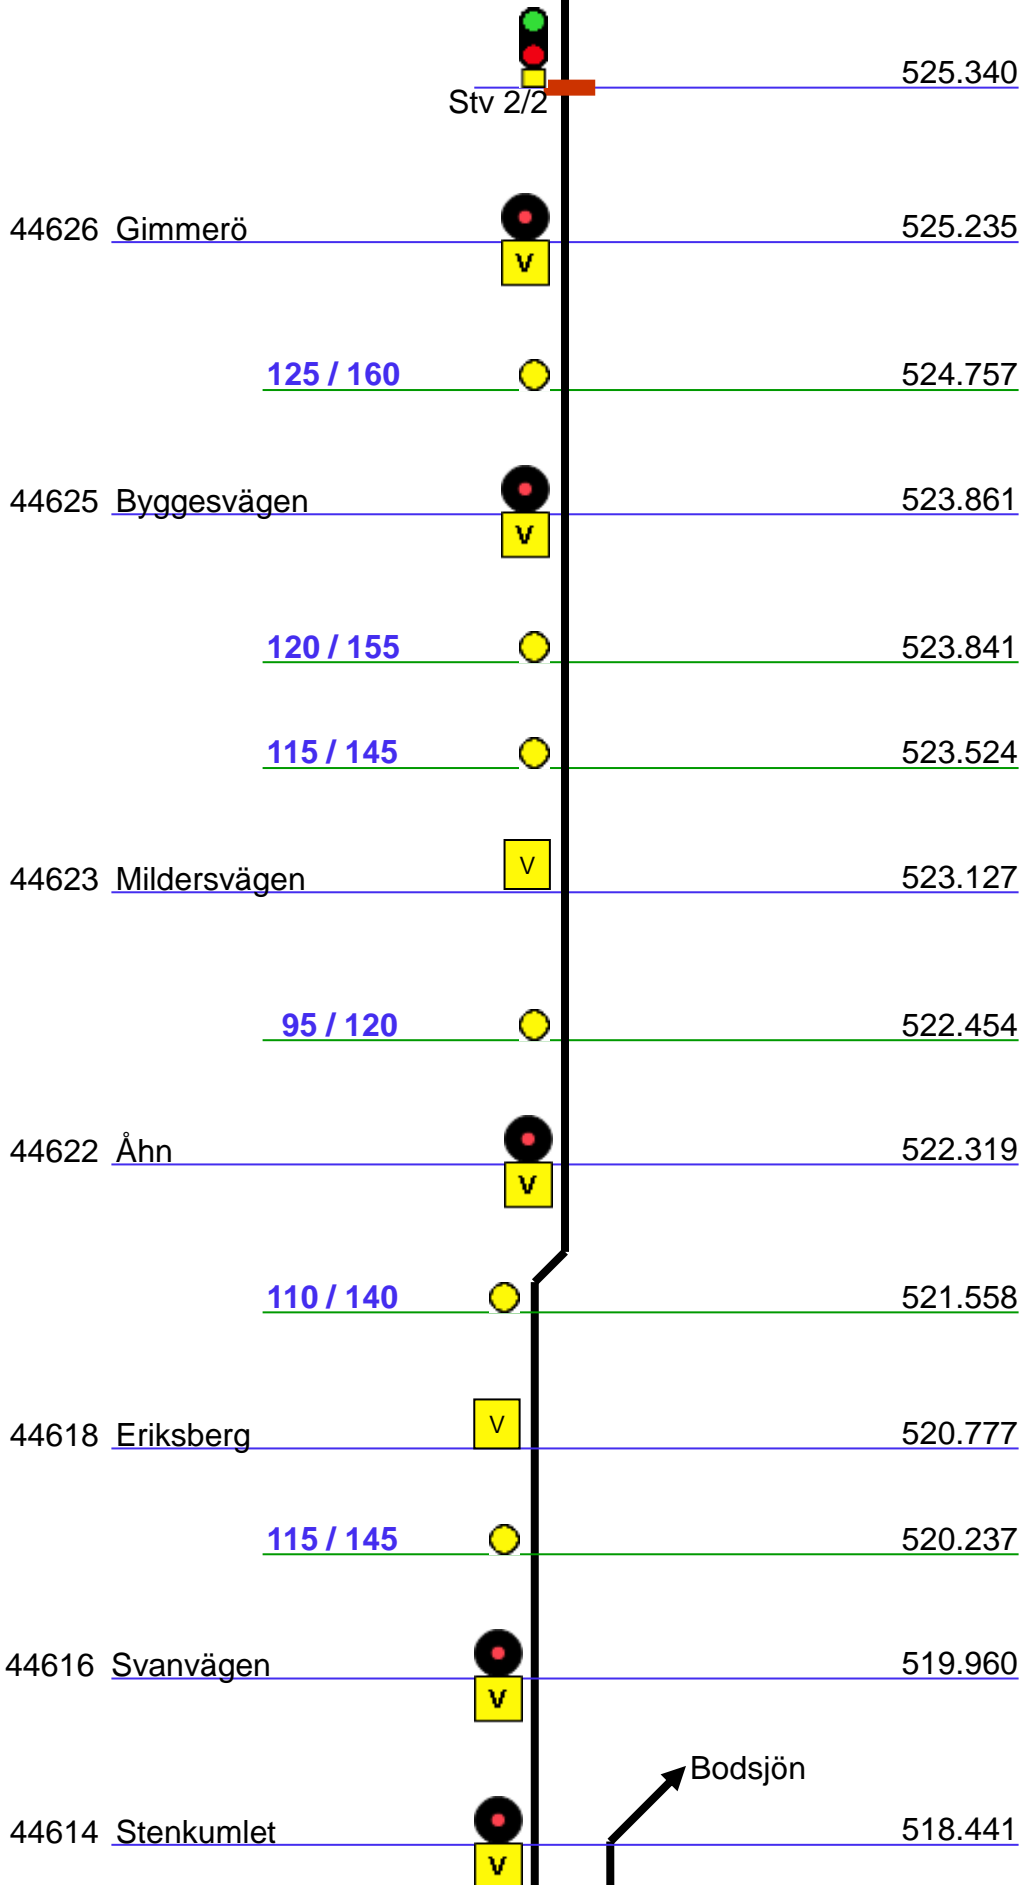 525.340
Stv 2/2
44626 Gimmerö 525.235
V
125 / 160 524.757
44625 Byggesvägen 523.861
V
120 / 155 523.841
115 / 145 523.524
V
44623 Mildersvägen 523.127
95 / 120 522.454
44622 Åhn 522.319
V
110 / 140 521.558
V
44618 Eriksberg 520.777
115 / 145 520.237
44616 Svanvägen 519.960
V
Bodsjön
44614 Stenkumlet 518.441
V